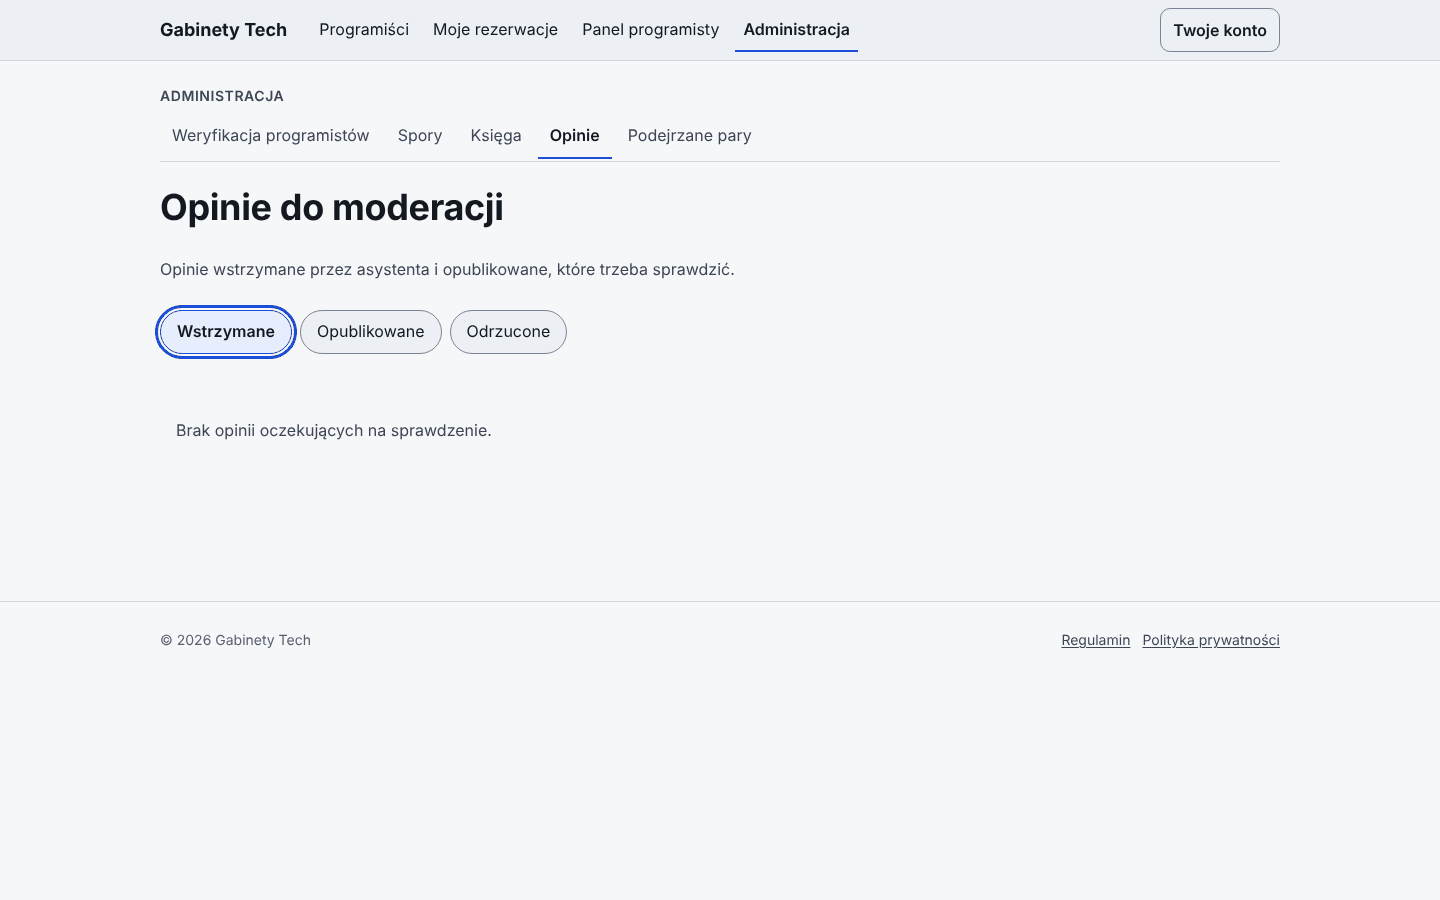 Gabinety Tech Programiści Moje rezerwacje Panel programisty Administracja Twoje konto
ADMINISTRACJA
Weryfikacja programistów Spory Księga Opinie Podejrzane pary
Opinie do moderacji
Opinie wstrzymane przez asystenta i opublikowane, które trzeba sprawdzić.
Wstrzymane Opublikowane Odrzucone
Brak opinii oczekujących na sprawdzenie.
© 2026 Gabinety Tech Regulamin Polityka prywatności